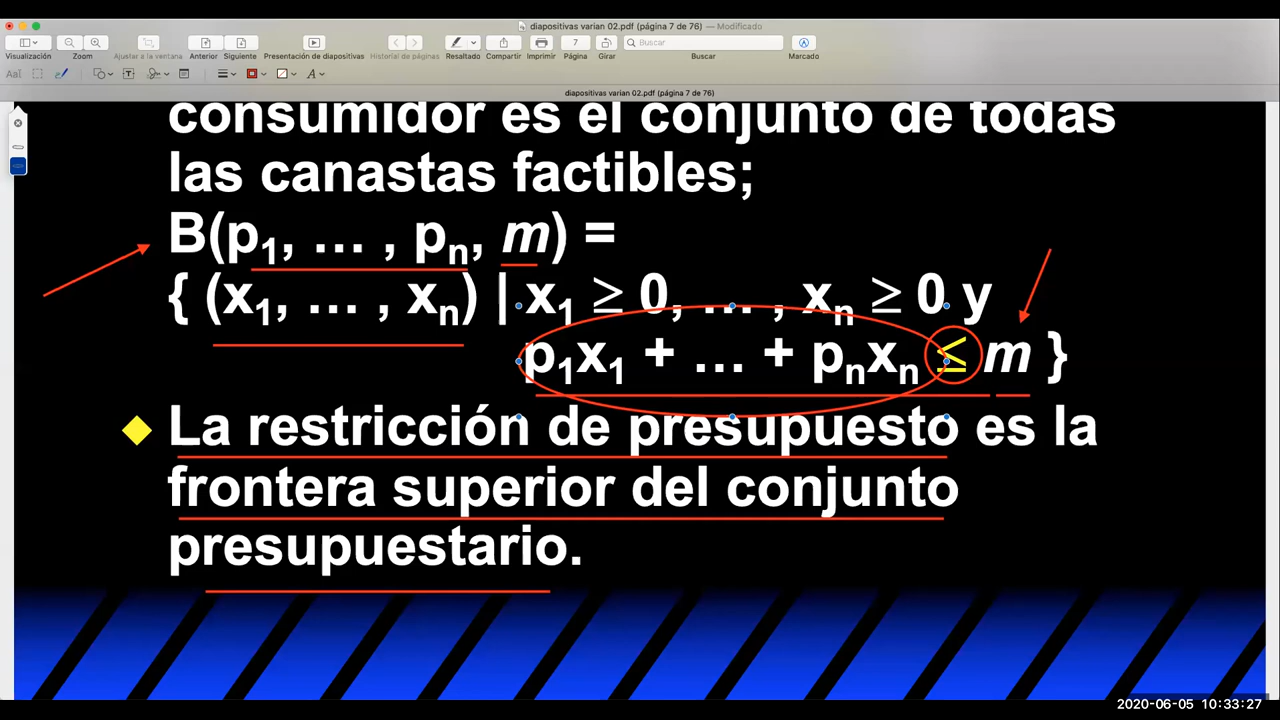 diapositivas varian 02.pdf (página 7 de 76) — Modificado
Visualización Zoom Ajustar a la ventana Anterior Siguiente Presentación de diapositivas Historial de páginas Resaltado Compartir Imprimir 7 Página Girar Buscar Buscar Marcado
diapositivas varian 02.pdf (página 7 de 76)
consumidor es el conjunto de todas
las canastas factibles;
B(p₁, … , pₙ, m) =
{ (x₁, … , xₙ) | x₁ ≥ 0, … , xₙ ≥ 0 y
p₁x₁ + … + pₙxₙ ≤ m }
La restricción de presupuesto es la
frontera superior del conjunto
presupuestario.
2020-06-05 10:33:27